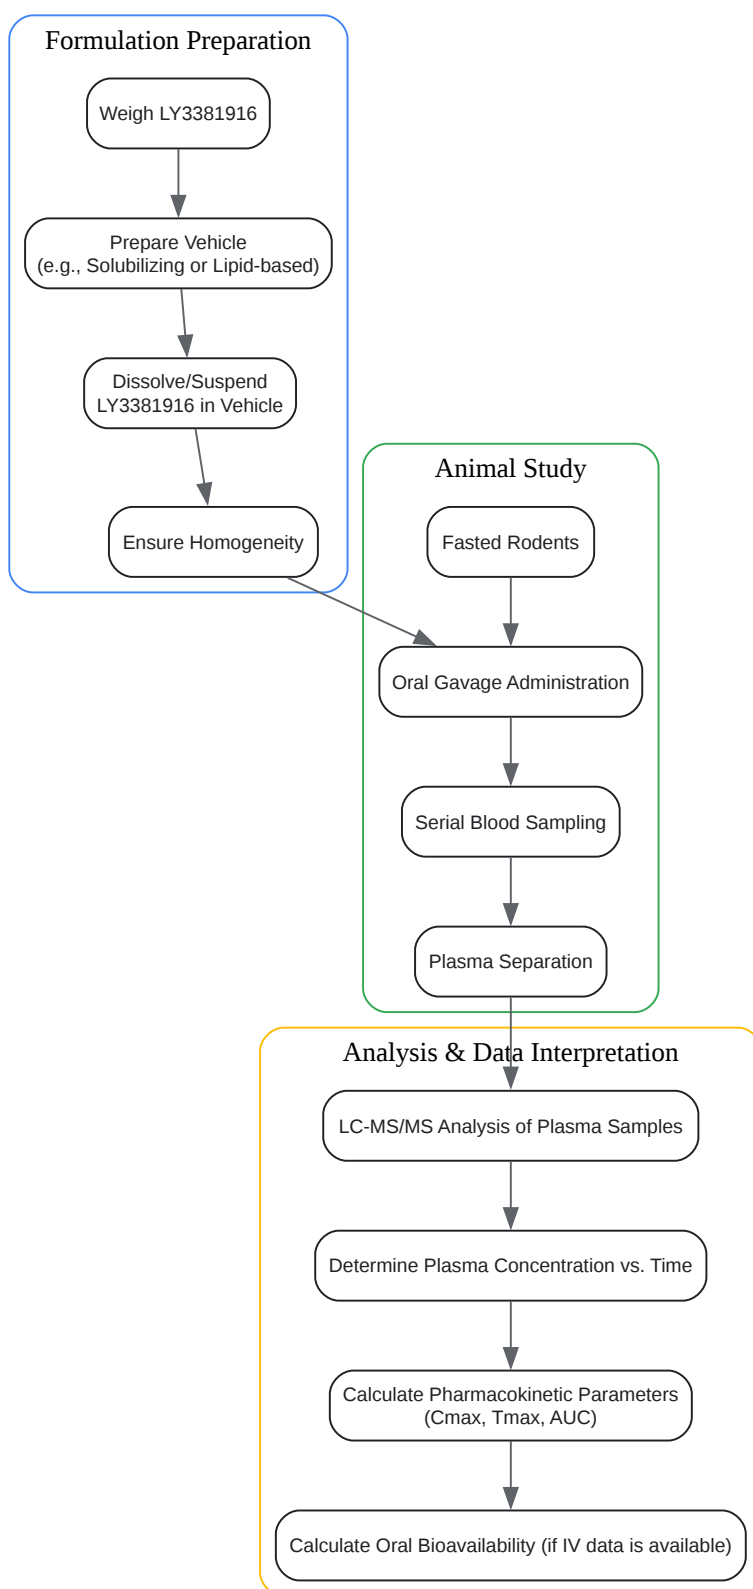 Formulation Preparation
Weigh LY3381916
Prepare Vehicle
(e.g., Solubilizing or Lipid-based)
Dissolve/Suspend
LY3381916 in Vehicle
Ensure Homogeneity
Animal Study
Fasted Rodents
Oral Gavage Administration
Serial Blood Sampling
Plasma Separation
Analysis & Data Interpretation
LC-MS/MS Analysis of Plasma Samples
Determine Plasma Concentration vs. Time
Calculate Pharmacokinetic Parameters
(Cmax, Tmax, AUC)
Calculate Oral Bioavailability (if IV data is available)